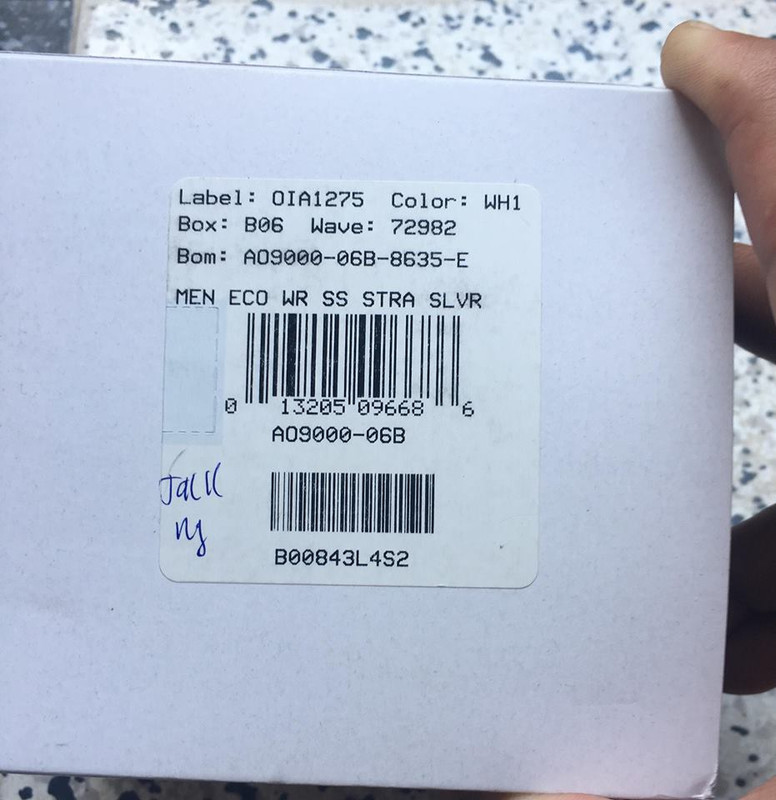 Label: OIA1275 Color: WH1
Box: B06 Wave: 72982
Bom: AO9000-06B-8635-E
MEN ECO WR SS STRA SLVR
0 13205 09668 6
AO9000-06B
B00843L4S2